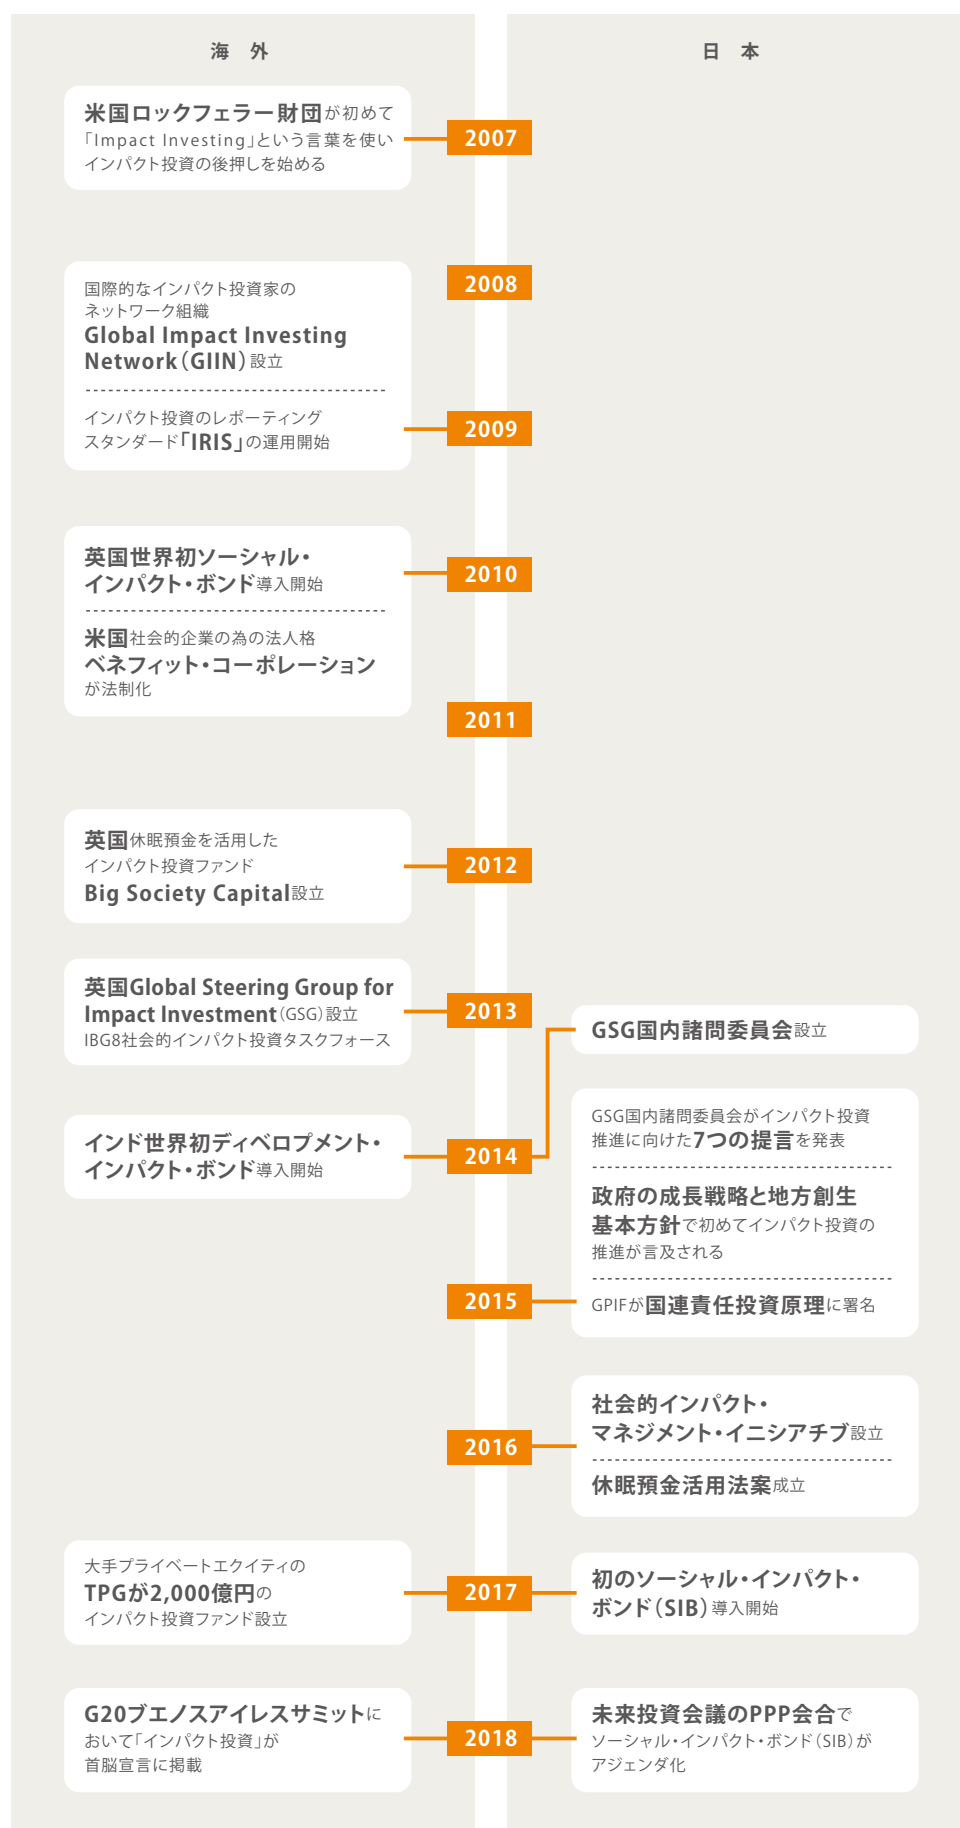 海 外
日 本
米国ロックフェラー財団が初めて
「Impact Investing」という言葉を使い
インパクト投資の後押しを始める
2007
2008
国際的なインパクト投資家の
ネットワーク組織
Global Impact Investing
Network（GIIN）設立
インパクト投資のレポーティング
スタンダード「IRIS」の運用開始
2009
英国世界初ソーシャル・
インパクト・ボンド導入開始
2010
米国社会的企業の為の法人格
ベネフィット・コーポレーション
が法制化
2011
英国休眠預金を活用した
インパクト投資ファンド
Big Society Capital設立
2012
英国Global Steering Group for
Impact Investment（GSG）設立
IBG8社会的インパクト投資タスクフォース
2013
GSG国内諮問委員会設立
インド世界初ディベロプメント・
インパクト・ボンド導入開始
2014
GSG国内諮問委員会がインパクト投資
推進に向けた7つの提言を発表
政府の成長戦略と地方創生
基本方針で初めてインパクト投資の
推進が言及される
2015
GPIFが国連責任投資原理に署名
2016
社会的インパクト・
マネジメント・イニシアチブ設立
休眠預金活用法案成立
大手プライベートエクイティの
TPGが2,000億円の
インパクト投資ファンド設立
2017
初のソーシャル・インパクト・
ボンド（SIB）導入開始
G20ブエノスアイレスサミットに
おいて「インパクト投資」が
首脳宣言に掲載
2018
未来投資会議のPPP会合で
ソーシャル・インパクト・ボンド（SIB）が
アジェンダ化